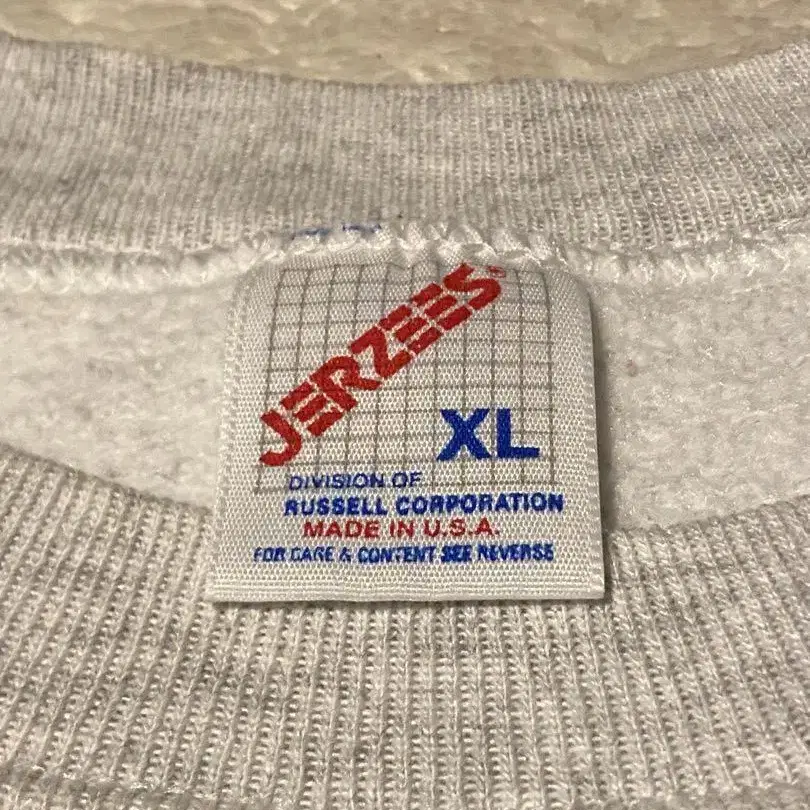 JERZEES®
XL
DIVISION OF
RUSSELL CORPORATION
MADE IN U.S.A.
FOR CARE & CONTENT SEE REVERSE